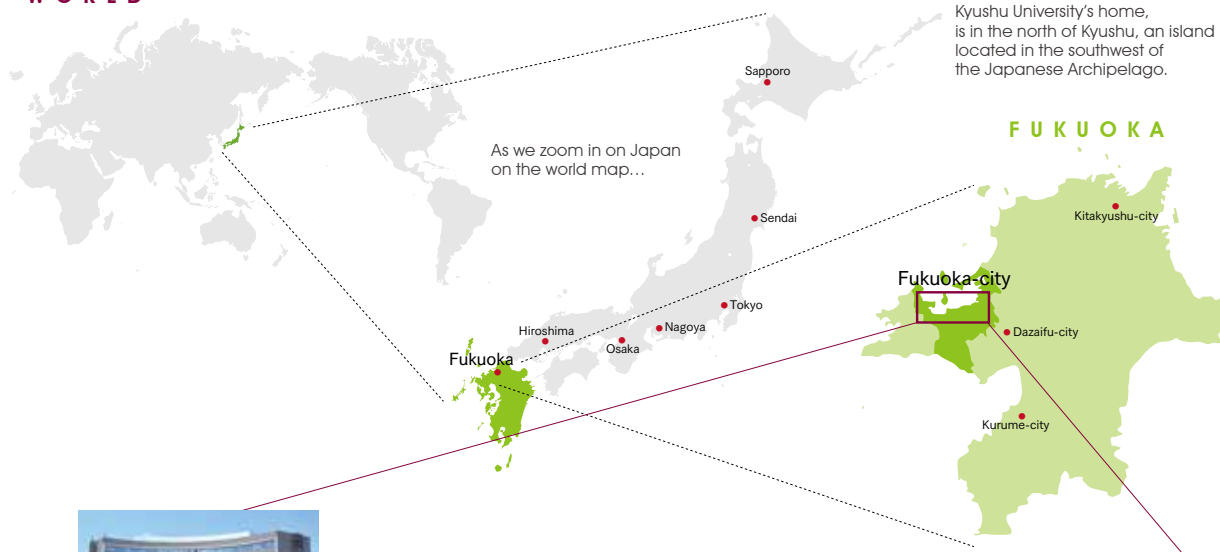 Kyushu University's home,
is in the north of Kyushu, an island
located in the southwest of
the Japanese Archipelago.
Sapporo
FUKUOKA
As we zoom in on Japan
on the world map…
Kitakyushu-city
Sendai
Fukuoka-city
Tokyo
Nagoya
Hiroshima
Osaka
Dazaifu-city
Fukuoka
Kurume-city